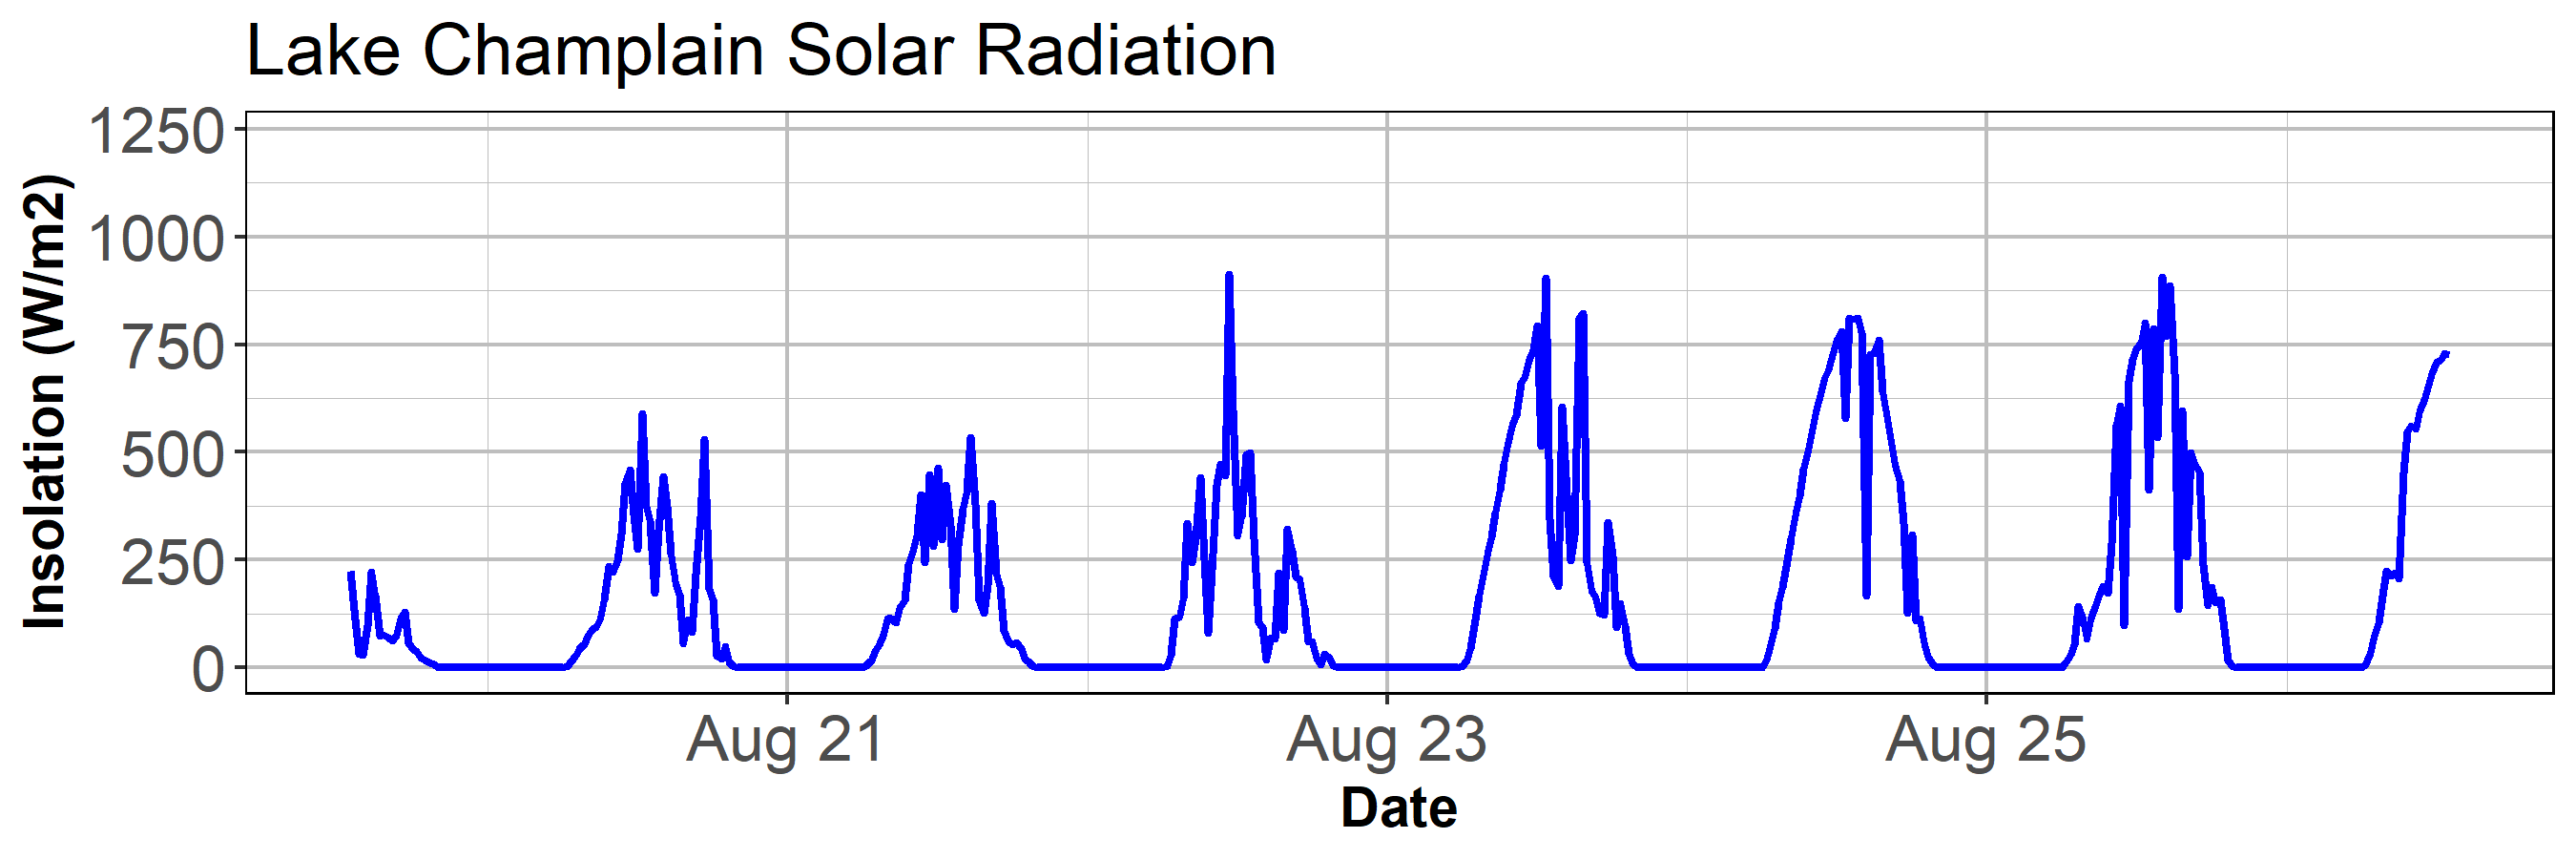 Lake Champlain Solar Radiation
Insolation (W/m2)
1250
1000
750
500
250
0
Aug 21 Aug 23 Aug 25
Date